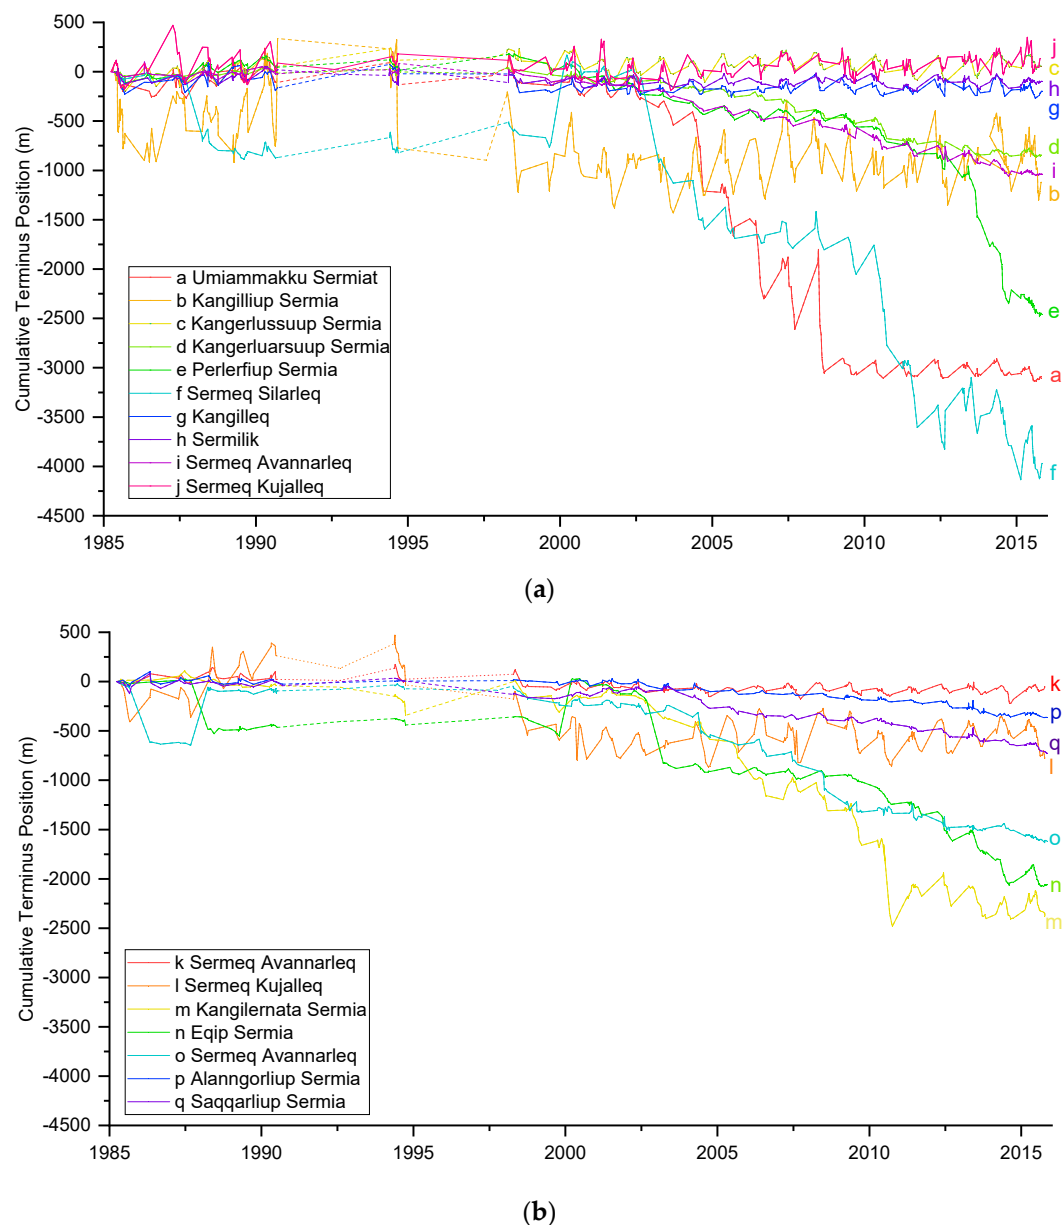 500
0
-500
-1000
-1500
-2000
-2500
-3000
-3500
-4000
-4500
Cumulative Terminus Position (m)
j
c
h
g
d
i
b
e
a
f
a Umiammakku Sermiat
b Kangilliup Sermia
c Kangerlussuup Sermia
d Kangerluarsuup Sermia
e Perlerfiup Sermia
f Sermeq Silarleq
g Kangilleq
h Sermilik
i Sermeq Avannarleq
j Sermeq Kujalleq
1985 1990 1995 2000 2005 2010 2015
(a)
500
0
-500
-1000
-1500
-2000
-2500
-3000
-3500
-4000
-4500
Cumulative Terminus Position (m)
k
p
q
l
o
n
m
k Sermeq Avannarleq
l Sermeq Kujalleq
m Kangilernata Sermia
n Eqip Sermia
o Sermeq Avannarleq
p Alanngorliup Sermia
q Saqqarliup Sermia
1985 1990 1995 2000 2005 2010 2015
(b)